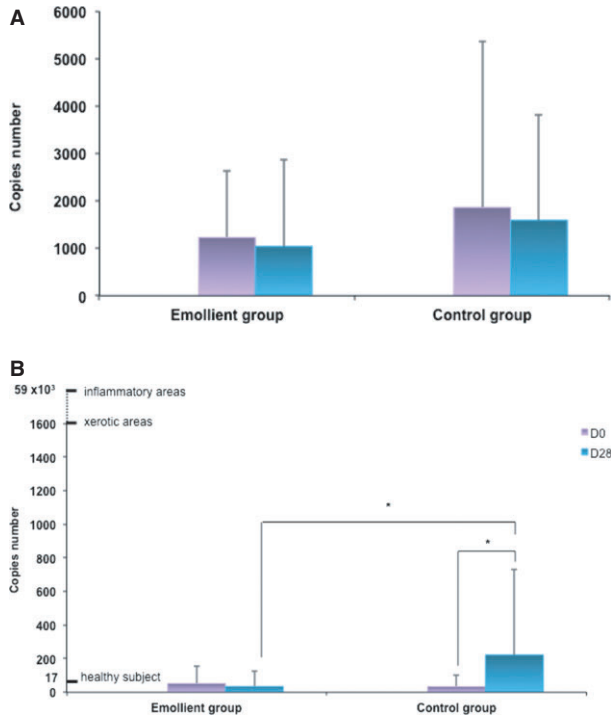 A
6000
5000
4000
3000
2000
1000
0
Copies number
Emollient group
Control group
B
59 x10³
inflammatory areas
1600
xerotic areas
1400
1200
1000
800
600
400
200
17
healthy subject
0
Copies number
*
*
D0
D28
Emollient group
Control group